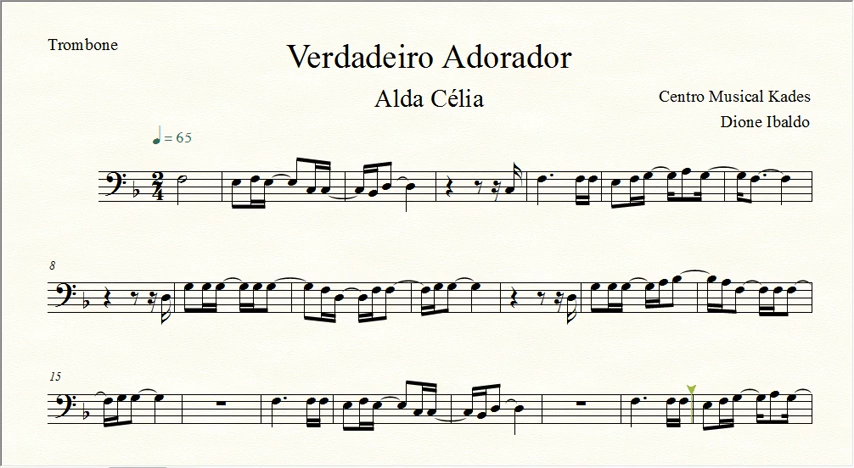 Trombone
Verdadeiro Adorador
Alda Célia
Centro Musical Kades
Dione Ibaldo
= 65
2
4
8
15